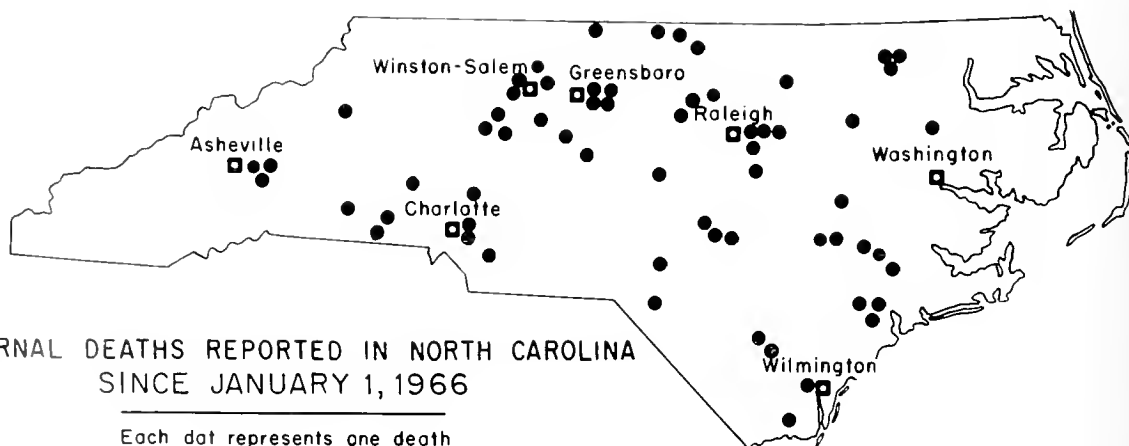 Winston-Salem
Greensboro
Raleigh
Asheville
Washington
Charlotte
RNAL DEATHS REPORTED IN NORTH CAROLINA
SINCE JANUARY 1, 1966
Wilmington
Each dat represents one death